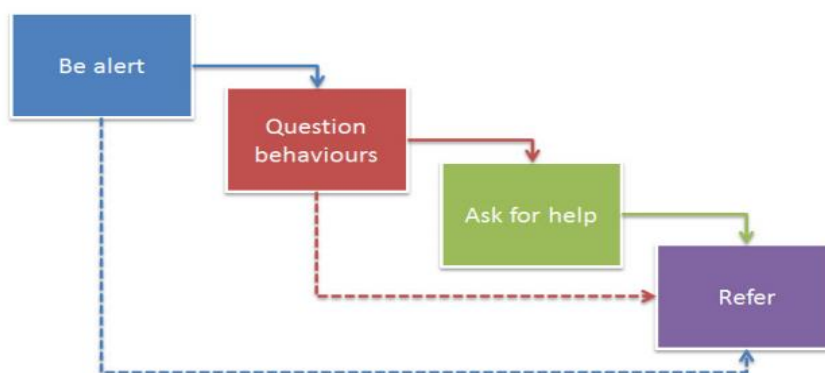 Be alert
Question
behaviours
Ask for help
Refer